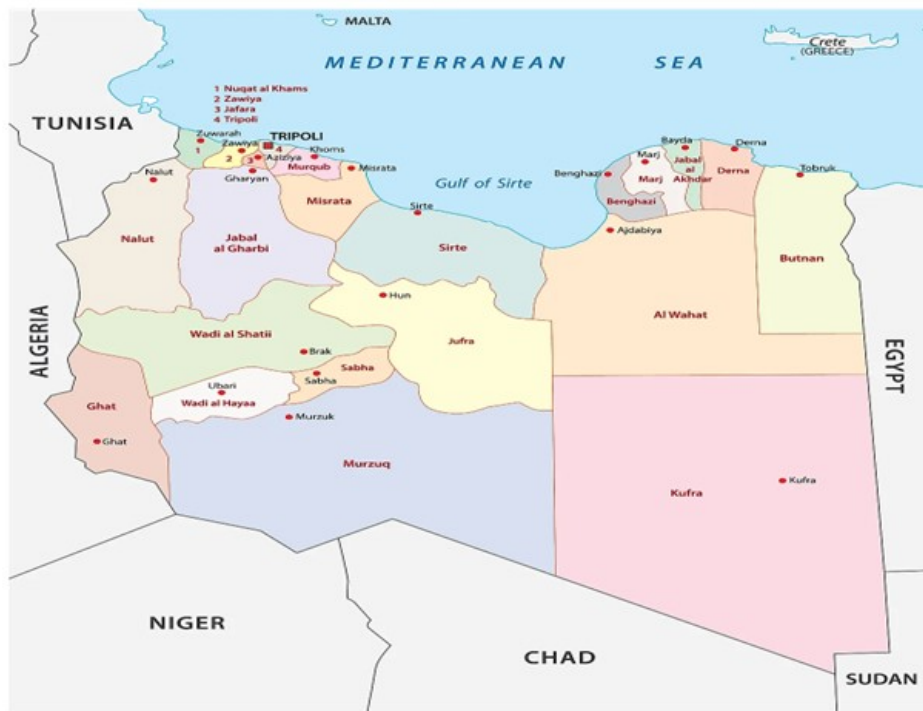 MALTA
Crete
(GREECE)
MEDITERRANEAN SEA
1 Nuqat al Khams
2 Zawiya
3 Jafara
4 Tripoli
TUNISIA
Zuwarah
1
Zawiya
2
3
TRIPOLI
4
Aziziya
Khoms
Murqub
Gharyan
Misrata
Misrata
Nalut
Nalut
Jabal
al Gharbi
Gulf of Sirte
Sirte
Sirte
Benghazi
Benghazi
Marj
Marj
Bayda
Jabal
al
Akhdar
Derna
Derna
Tobruk
Butnan
Ajdabiya
Al Wahat
Hun
Jufra
Wadi al Shatii
Brak
Sabha
Sabha
Ubari
Wadi al Hayaa
Ghat
Ghat
Murzuk
Murzuq
Kufra
Kufra
ALGERIA
EGYPT
NIGER
CHAD
SUDAN